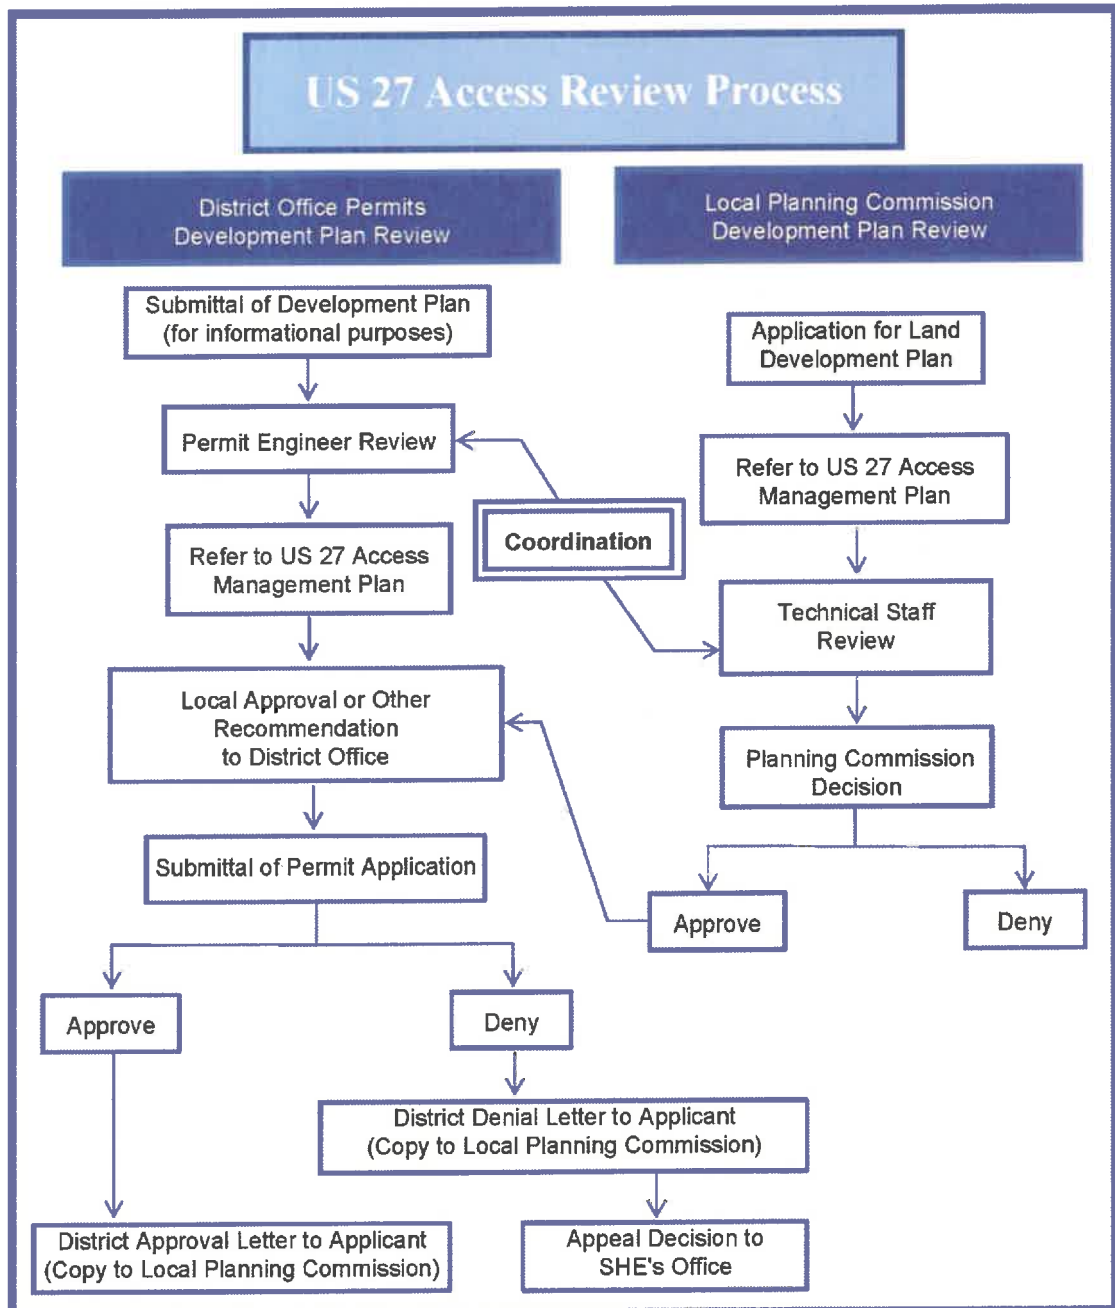 US 27 Access Review Process
District Office Permits
Development Plan Review
Local Planning Commission
Development Plan Review
Submittal of Development Plan
(for informational purposes)
Application for Land
Development Plan
Permit Engineer Review
Refer to US 27 Access
Management Plan
Coordination
Refer to US 27 Access
Management Plan
Technical Staff
Review
Local Approval or Other
Recommendation
to District Office
Planning Commission
Decision
Submittal of Permit Application
Approve
Deny
Approve
Deny
District Denial Letter to Applicant
(Copy to Local Planning Commission)
District Approval Letter to Applicant
(Copy to Local Planning Commission)
Appeal Decision to
SHE's Office